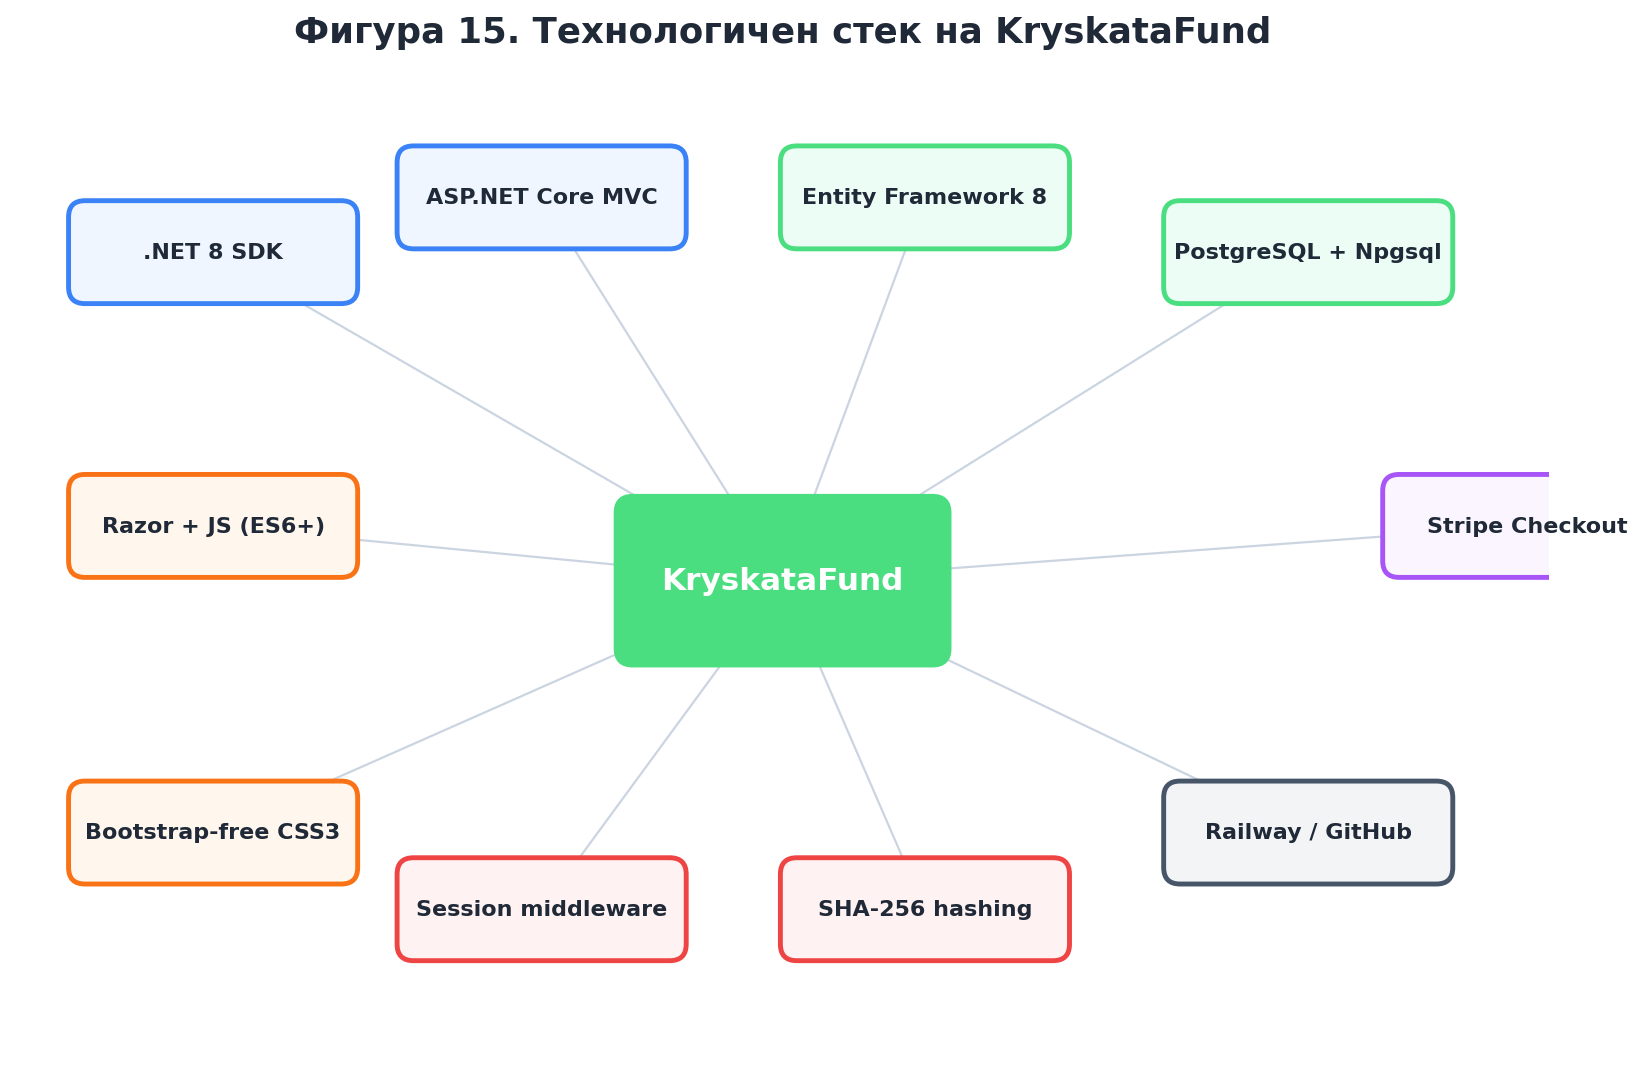 Фигура 15. Технологичен стек на KryskataFund
ASP.NET Core MVC
Entity Framework 8
.NET 8 SDK
PostgreSQL + Npgsql
Razor + JS (ES6+)
Stripe Checkout
KryskataFund
Bootstrap-free CSS3
Railway / GitHub
Session middleware
SHA-256 hashing